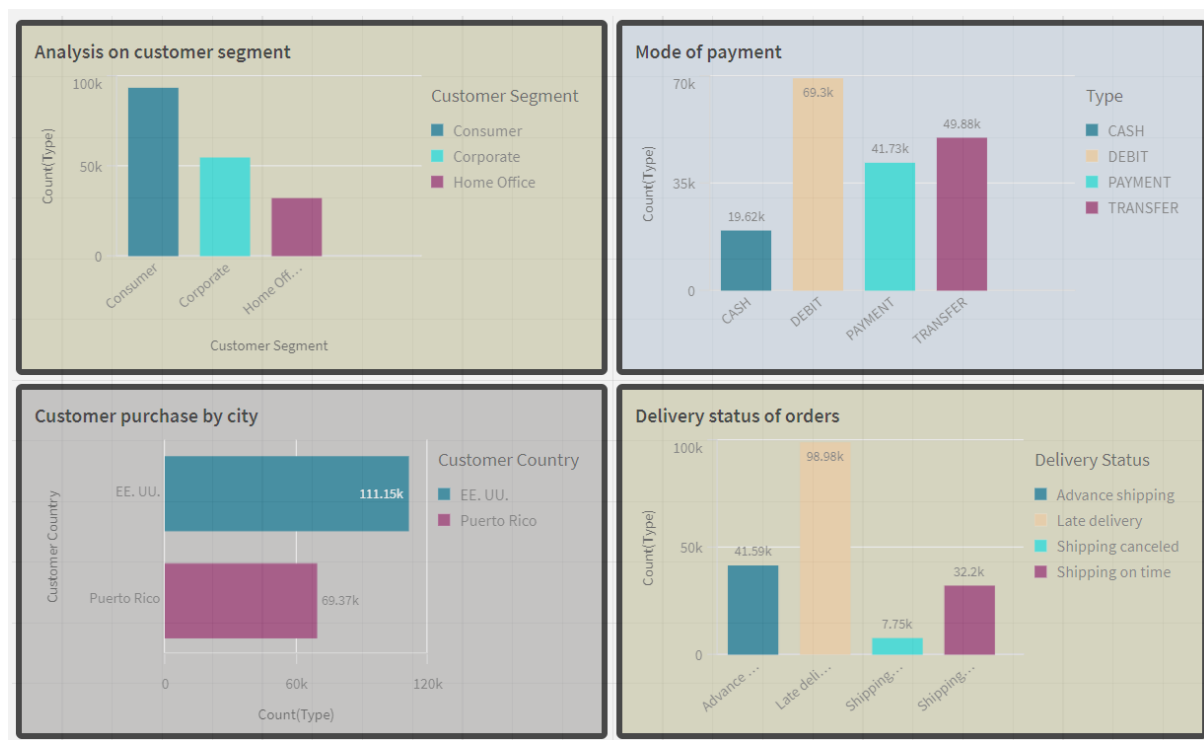 Analysis on customer segment
100k
50k
0
Count(Type)
Consumer
Corporate
Home Off...
Customer Segment
Customer Segment
Consumer
Corporate
Home Office
Mode of payment
70k
35k
0
Count(Type)
19.62k
69.3k
41.73k
49.88k
CASH
DEBIT
PAYMENT
TRANSFER
Type
CASH
DEBIT
PAYMENT
TRANSFER
Customer purchase by city
Customer Country
EE. UU.
111.15k
Puerto Rico
69.37k
0
60k
120k
Count(Type)
Customer Country
EE. UU.
Puerto Rico
Delivery status of orders
100k
50k
0
Count(Type)
41.59k
98.98k
7.75k
32.2k
Advance ...
Late deli...
Shipping...
Shipping...
Delivery Status
Advance shipping
Late delivery
Shipping canceled
Shipping on time